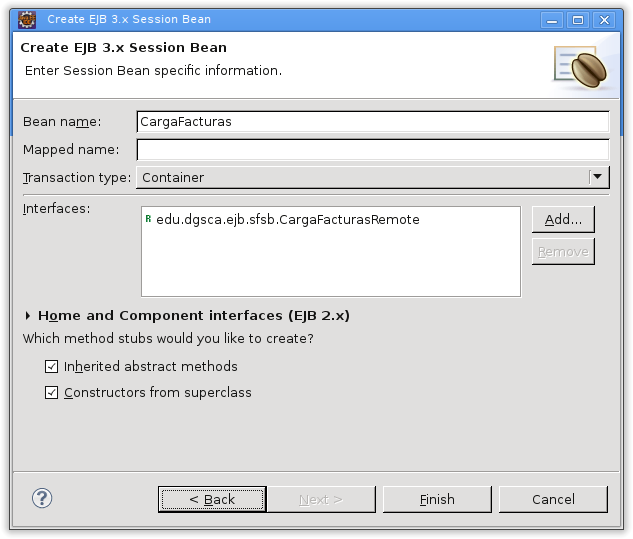 Create EJB 3.x Session Bean
Create EJB 3.x Session Bean
Enter Session Bean specific information.
Bean name: CargaFacturas
Mapped name:
Transaction type: Container
Interfaces: R edu.dgsca.ejb.sfsb.CargaFacturasRemote Add...
Remove
Home and Component interfaces (EJB 2.x)
Which method stubs would you like to create?
Inherited abstract methods
Constructors from superclass
? < Back Next > Finish Cancel